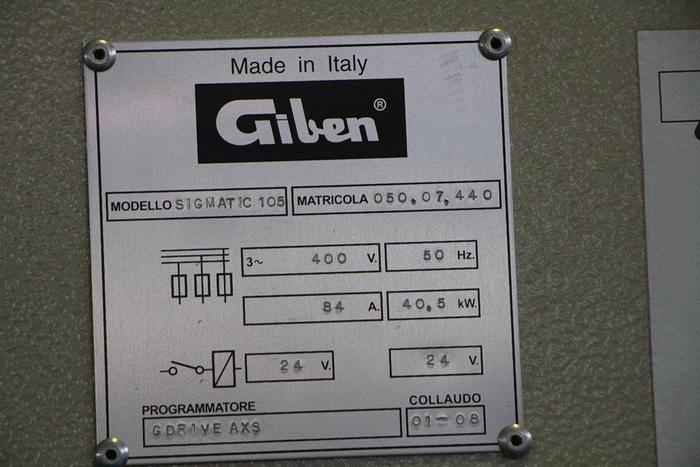 Made in Italy
Giben®
MODELLO SIGMATIC 105 MATRICOLA 050,07,440
3~ 400 V. 50 Hz.
84 A. 40,5 kW.
24 V. 24 V.
PROGRAMMATORE COLLAUDO
GDRIVE AXS 01-08